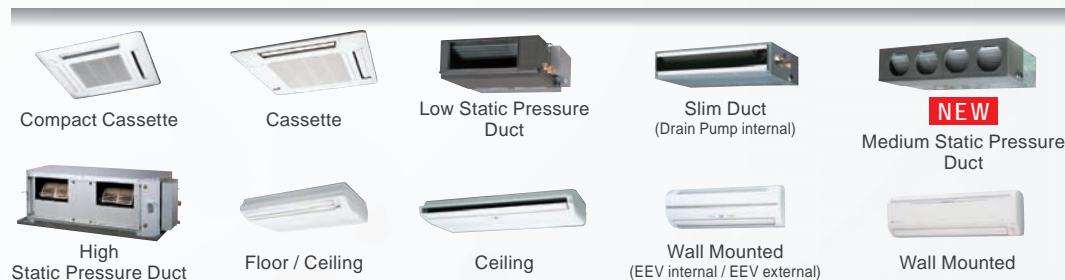 Compact Cassette
Cassette
Low Static Pressure
Duct
Slim Duct
(Drain Pump internal)
NEW
Medium Static Pressure
Duct
High
Static Pressure Duct
Floor / Ceiling
Ceiling
Wall Mounted
(EEV internal / EEV external)
Wall Mounted